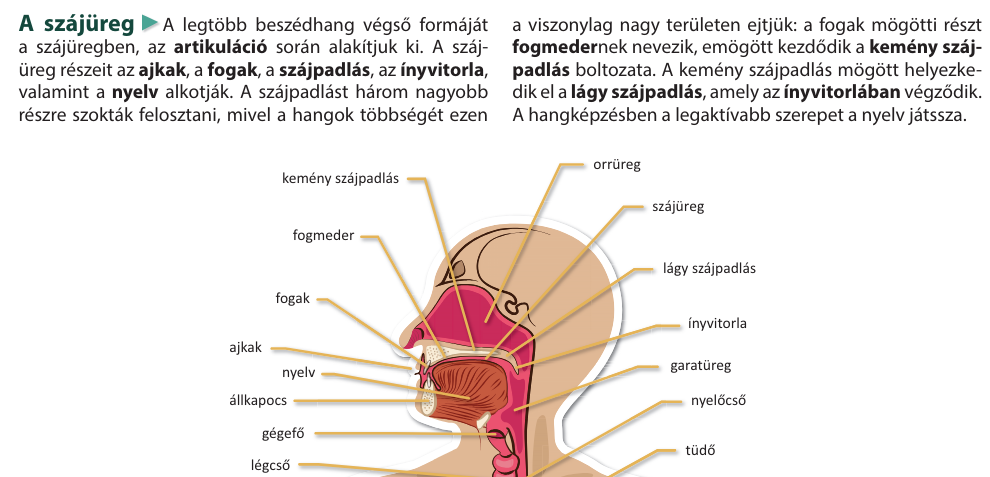 A szájüreg ▶ A legtöbb beszédhang végső formáját
a szájüregben, az artikuláció során alakítjuk ki. A száj-
üreg részeit az ajkak, a fogak, a szájpadlás, az ínyvitorla,
valamint a nyelv alkotják. A szájpadlást három nagyobb
részre szokták felosztani, mivel a hangok többségét ezen
a viszonylag nagy területen ejtjük: a fogak mögötti részt
fogmedernek nevezik, emögött kezdődik a kemény száj-
padlás boltozata. A kemény szájpadlás mögött helyezke-
dik el a lágy szájpadlás, amely az ínyvitorlában végződik.
A hangképzésben a legaktívabb szerepet a nyelv játssza.
kemény szájpadlás
fogmeder
fogak
ajkak
nyelv
állkapocs
gégefő
légcső
orrüreg
szájüreg
lágy szájpadlás
ínyvitorla
garatüreg
nyelőcső
tüdő